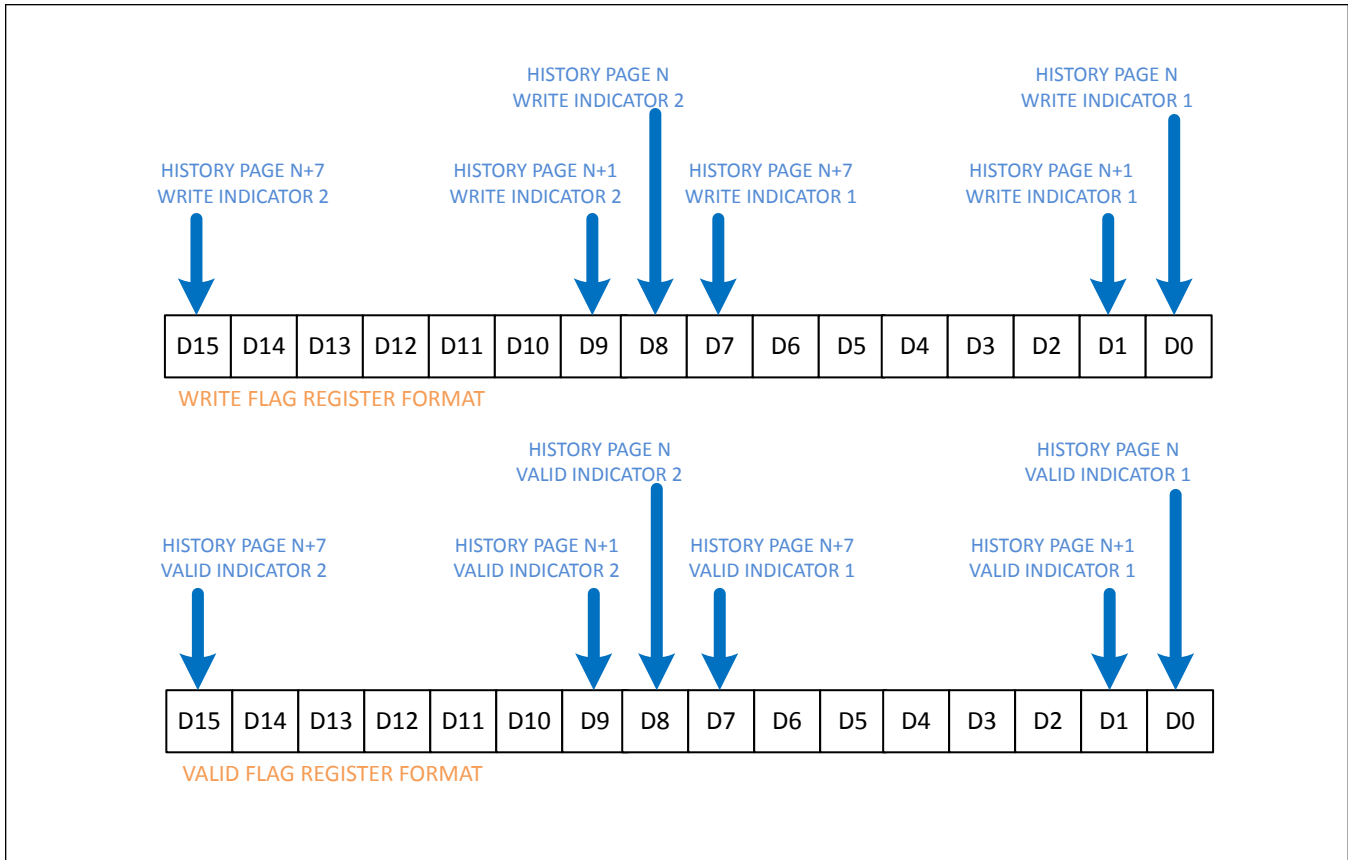 HISTORY PAGE N
WRITE INDICATOR 2
HISTORY PAGE N
WRITE INDICATOR 1
HISTORY PAGE N+7
WRITE INDICATOR 2
HISTORY PAGE N+1
WRITE INDICATOR 2
HISTORY PAGE N+7
WRITE INDICATOR 1
HISTORY PAGE N+1
WRITE INDICATOR 1
D15 D14 D13 D12 D11 D10 D9 D8 D7 D6 D5 D4 D3 D2 D1 D0
WRITE FLAG REGISTER FORMAT
HISTORY PAGE N
VALID INDICATOR 2
HISTORY PAGE N
VALID INDICATOR 1
HISTORY PAGE N+7
VALID INDICATOR 2
HISTORY PAGE N+1
VALID INDICATOR 2
HISTORY PAGE N+7
VALID INDICATOR 1
HISTORY PAGE N+1
VALID INDICATOR 1
D15 D14 D13 D12 D11 D10 D9 D8 D7 D6 D5 D4 D3 D2 D1 D0
VALID FLAG REGISTER FORMAT